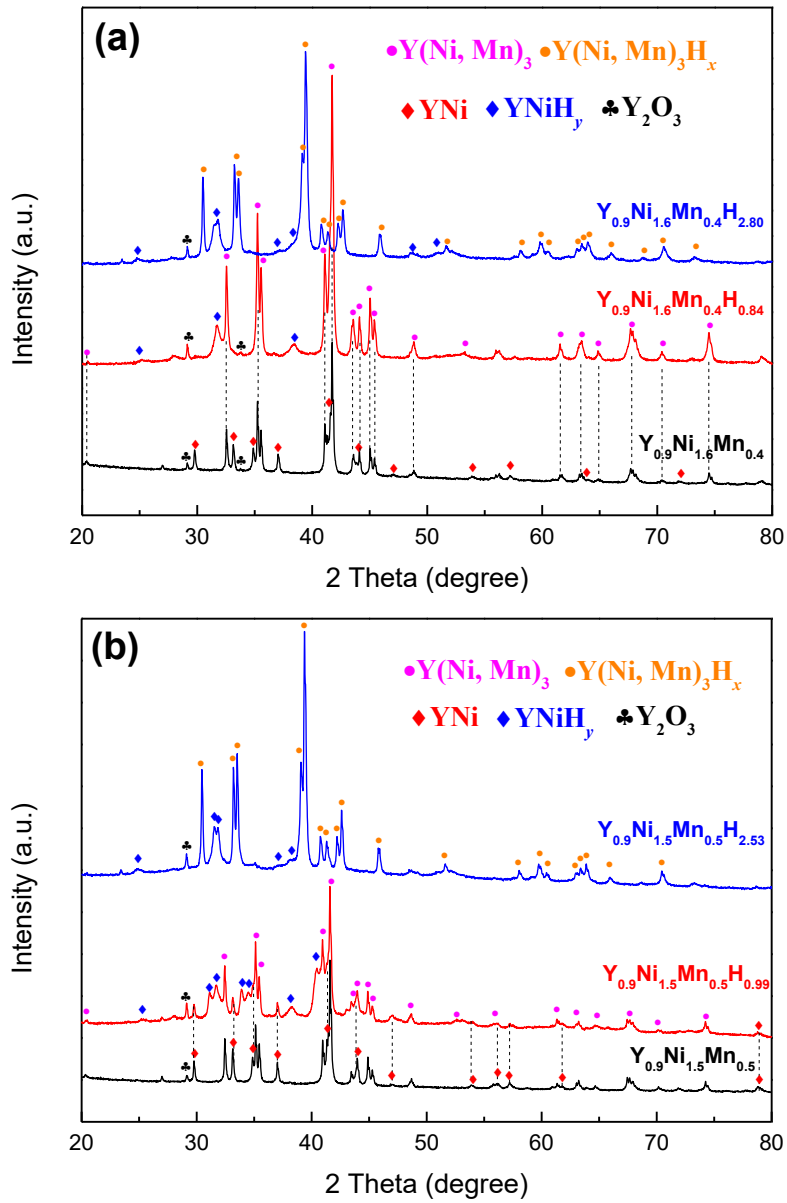 (a)
●Y(Ni, Mn)₃ ●Y(Ni, Mn)₃Hₓ
♦YNi ♦YNiHᵧ ♣Y₂O₃
Y₀.₉Ni₁.₆Mn₀.₄H₂.₈₀
Y₀.₉Ni₁.₆Mn₀.₄H₀.₈₄
Y₀.₉Ni₁.₆Mn₀.₄
Intensity (a.u.)
20 30 40 50 60 70 80
2 Theta (degree)
(b)
●Y(Ni, Mn)₃ ●Y(Ni, Mn)₃Hₓ
♦YNi ♦YNiHᵧ ♣Y₂O₃
Y₀.₉Ni₁.₅Mn₀.₅H₂.₅₃
Y₀.₉Ni₁.₅Mn₀.₅H₀.₉₉
Y₀.₉Ni₁.₅Mn₀.₅
Intensity (a.u.)
20 30 40 50 60 70 80
2 Theta (degree)